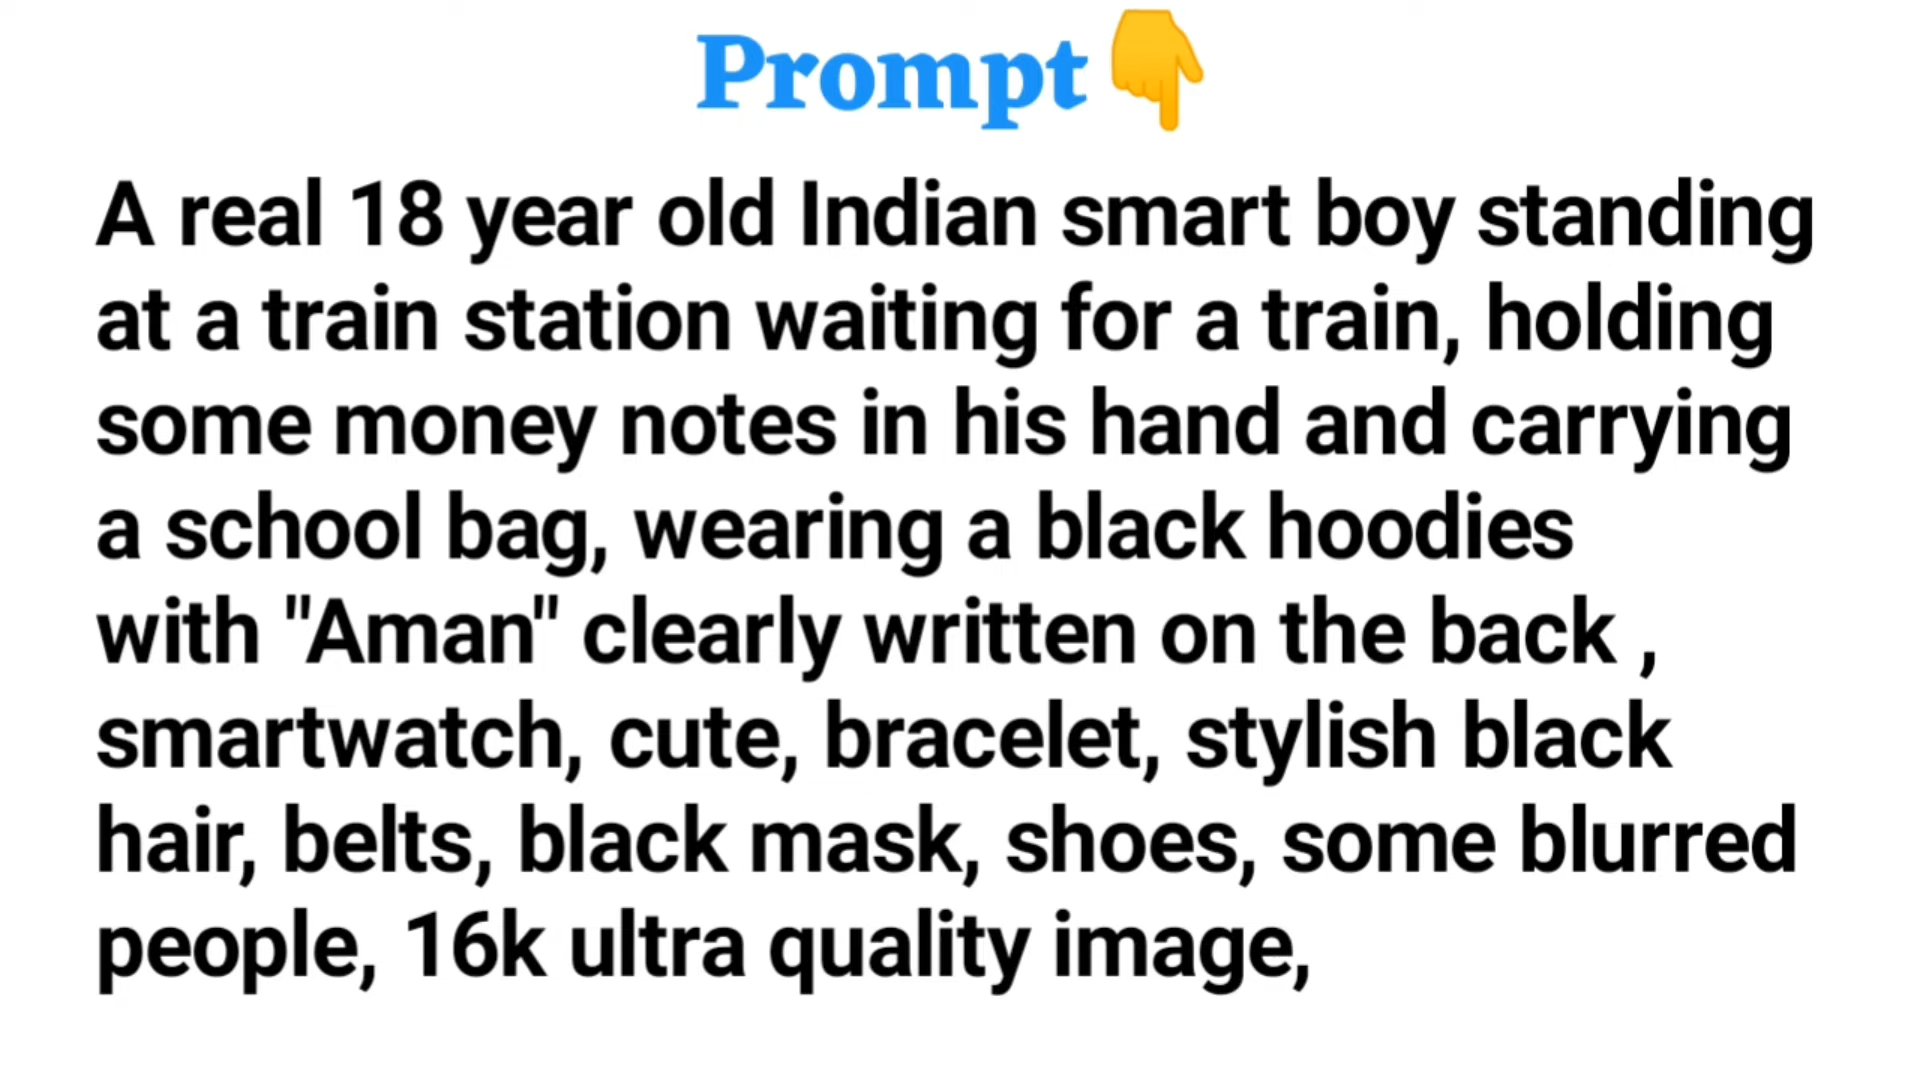 Prompt👇
A real 18 year old Indian smart boy standing
at a train station waiting for a train, holding
some money notes in his hand and carrying
a school bag, wearing a black hoodies
with "Aman" clearly written on the back ,
smartwatch, cute, bracelet, stylish black
hair, belts, black mask, shoes, some blurred
people, 16k ultra quality image,